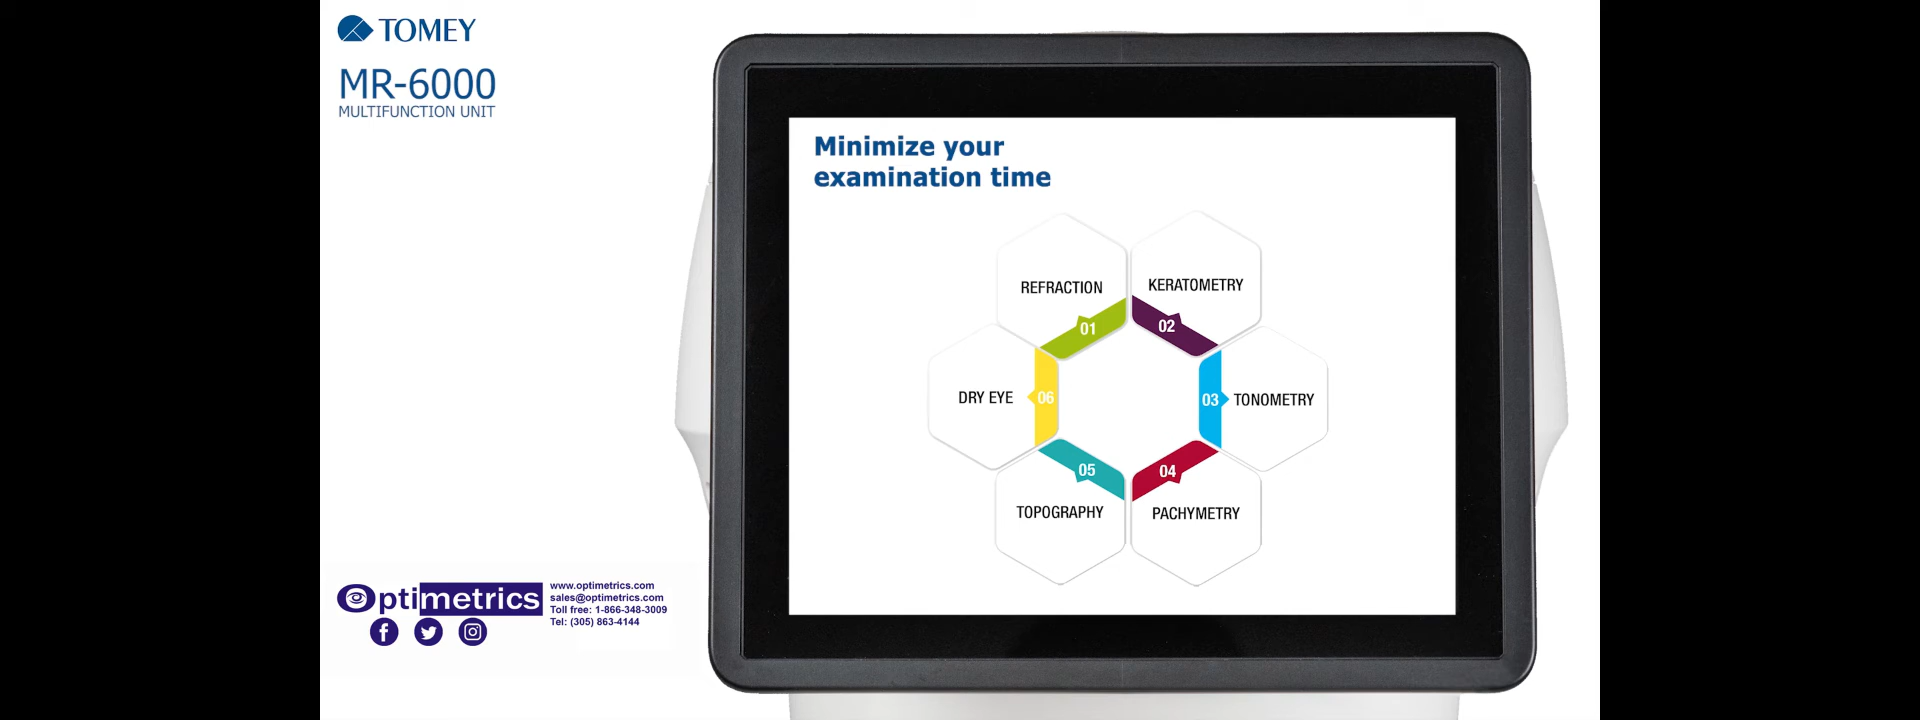 TOMEY
MR-6000
MULTIFUNCTION UNIT
Minimize your
examination time
REFRACTION
KERATOMETRY
01
02
DRY EYE
06
03
TONOMETRY
05
04
TOPOGRAPHY
PACHYMETRY
Optimetrics
www.optimetrics.com
sales@optimetrics.com
Toll free: 1-866-348-3009
Tel: (305) 863-4144